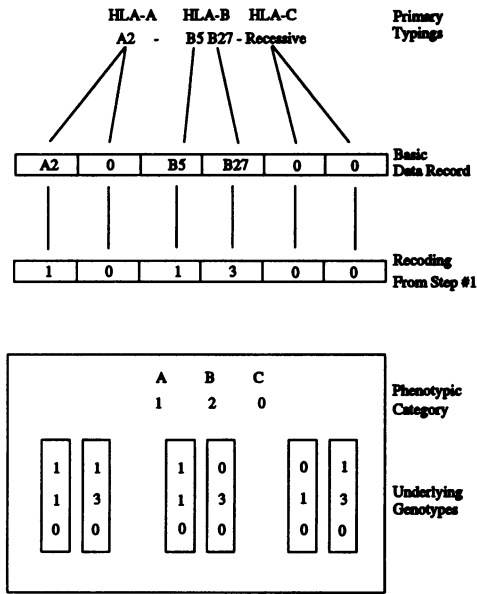 HLA-A HLA-B HLA-C Primary
A2 - B5 B27 - Recessive Typings
A2 0 B5 B27 0 0 Basic
Data Record
1 0 1 3 0 0 Recoding
From Step #1
A B C Phenotypic
1 2 0 Category
1 1 1 0 0 1
1 3 1 3 1 3 Underlying
Genotypes
0 0 0 0 0 0